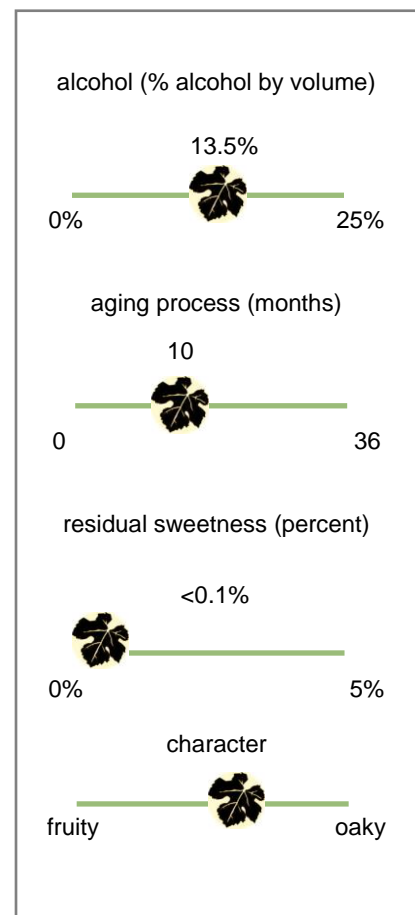 alcohol (% alcohol by volume)
13.5%
0% 25%
aging process (months)
10
0 36
residual sweetness (percent)
<0.1%
0% 5%
character
fruity oaky